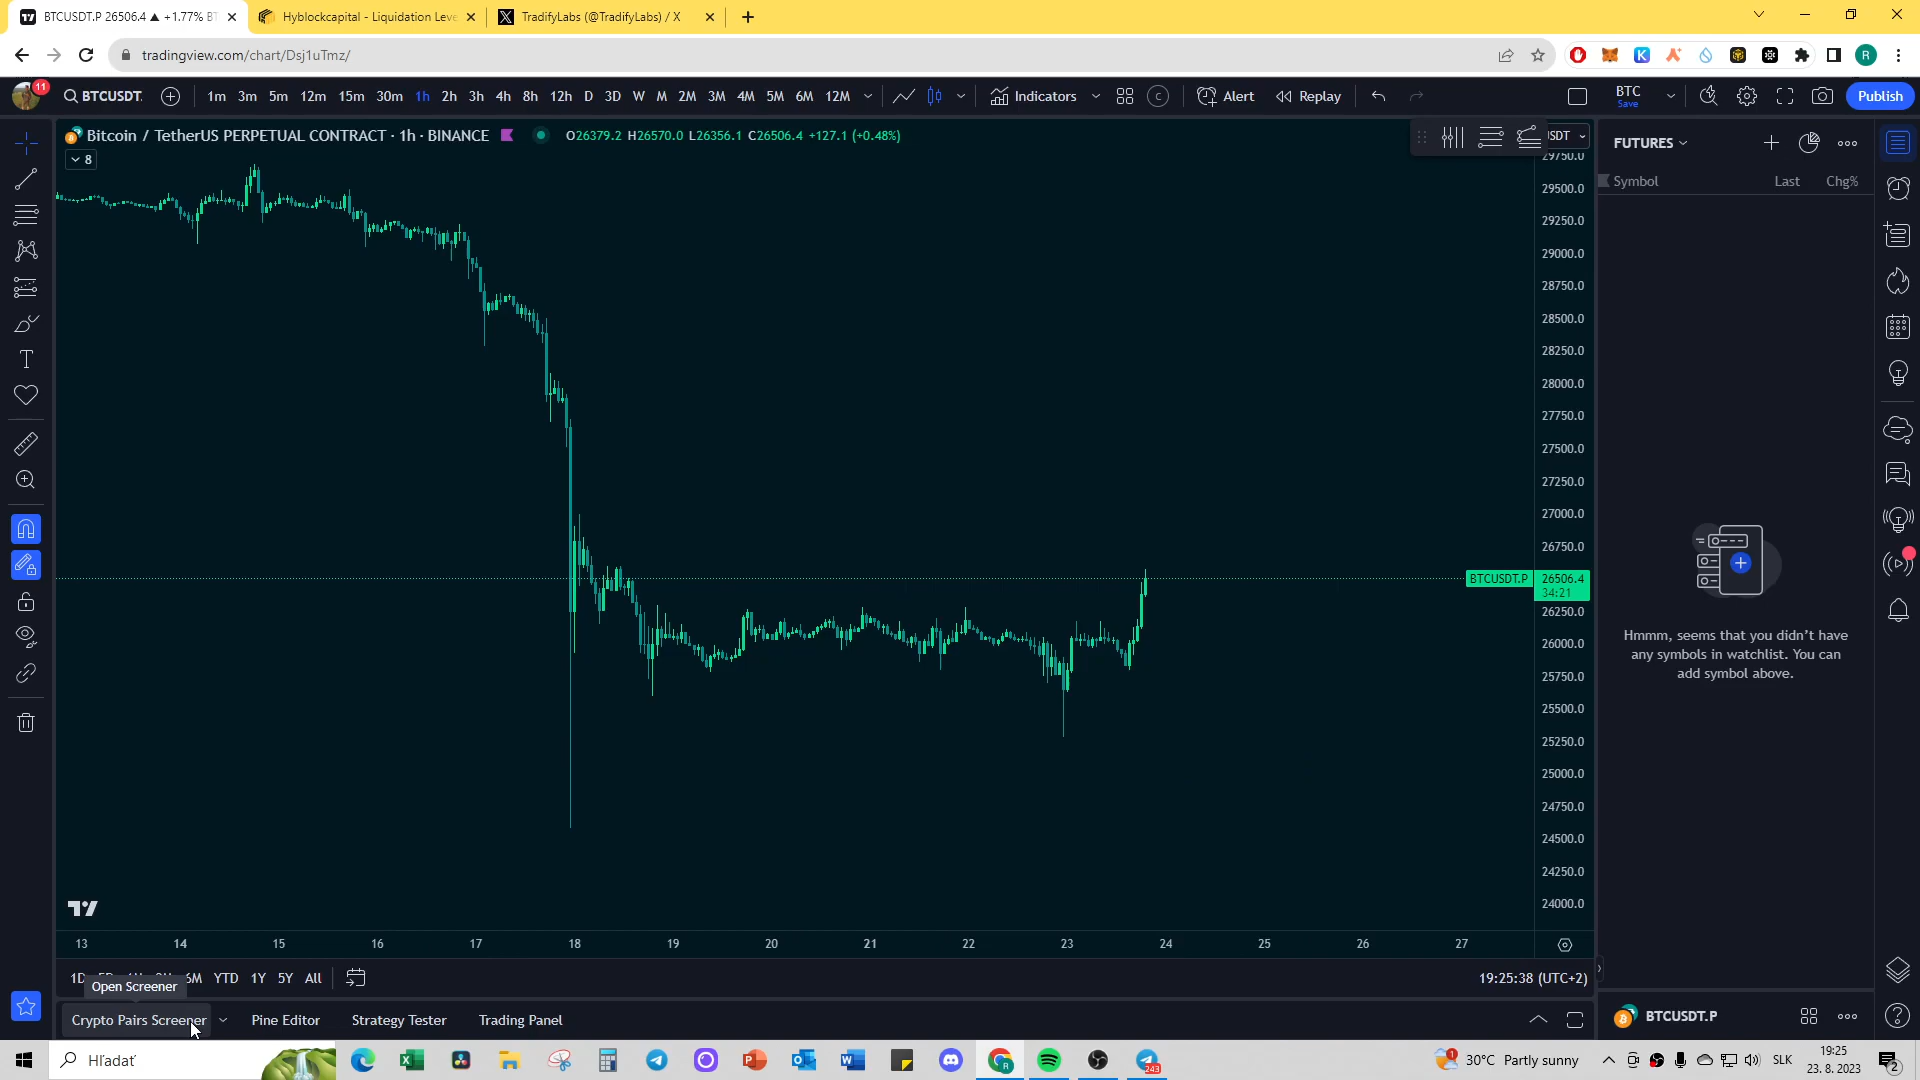 BTCUSDT.P 26506.4 ▲ +1.77% BT
Hyblockcapital - Liquidation Leve
TradifyLabs (@TradifyLabs) / X
tradingview.com/chart/Dsj1uTmz/
R
11
BTCUSDT.
1m 3m 5m 12m 15m 30m 1h 2h 3h 4h 8h 12h D 3D W M 2M 3M 4M 5M 6M 12M
Indicators
C
Alert
Replay
BTC
Save
Publish
Bitcoin / TetherUS PERPETUAL CONTRACT · 1h · BINANCE
O26379.2 H26570.0 L26356.1 C26506.4 +127.1 (+0.48%)
8
USDT
FUTURES
Symbol Last Chg%
29750.0
29500.0
29250.0
29000.0
28750.0
28500.0
28250.0
28000.0
27750.0
27500.0
27250.0
27000.0
26750.0
BTCUSDT.P 26506.4
34:21
26250.0
26000.0
25750.0
25500.0
25250.0
25000.0
24750.0
24500.0
24250.0
24000.0
Hmmm, seems that you didn't have
any symbols in watchlist. You can
add symbol above.
13 14 15 16 17 18 19 20 21 22 23 24 25 26 27
1D 6M YTD 1Y 5Y All
19:25:38 (UTC+2)
Open Screener
Crypto Pairs Screener
Pine Editor
Strategy Tester
Trading Panel
BTCUSDT.P
Hľadať
243
30°C Partly sunny
SLK
19:25
23. 8. 2023
2